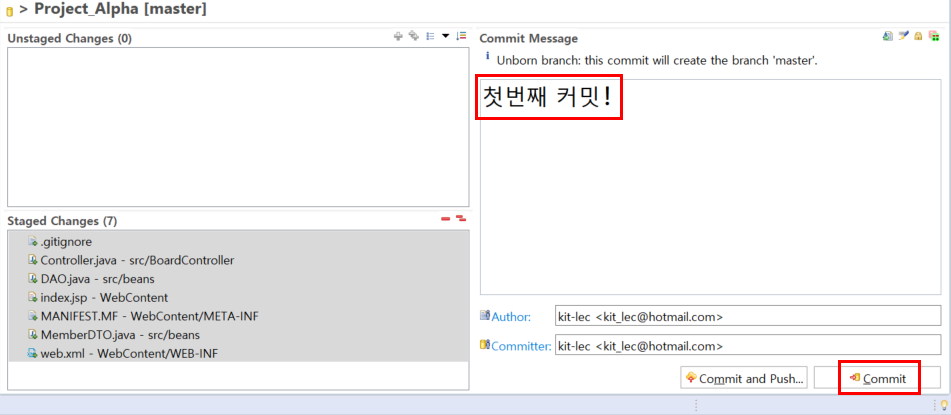 > Project_Alpha [master]
Unstaged Changes (0)
Staged Changes (7)
.gitignore
Controller.java - src/BoardController
DAO.java - src/beans
index.jsp - WebContent
MANIFEST.MF - WebContent/META-INF
MemberDTO.java - src/beans
web.xml - WebContent/WEB-INF
Commit Message
Unborn branch: this commit will create the branch 'master'.
첫번째 커밋!
Author: kit-lec <kit_lec@hotmail.com>
Committer: kit-lec <kit_lec@hotmail.com>
Commit and Push... Commit